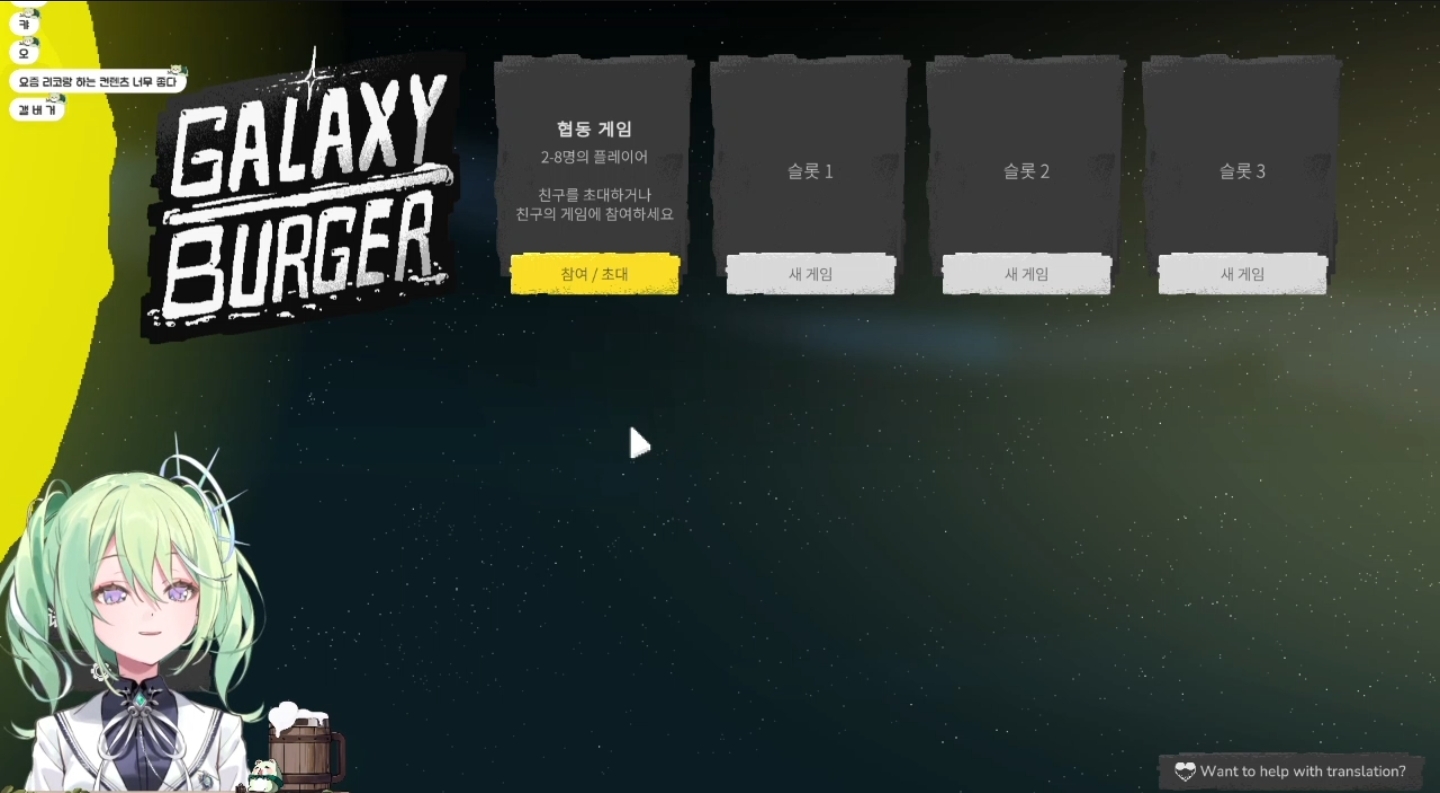 캬
오
요즘 리코랑 하는 컨텐츠 너무 좋다
갤 버 거
GALAXY
BURGER
협동 게임
2-8명의 플레이어
친구를 초대하거나
친구의 게임에 참여하세요
참여 / 초대
슬롯 1
새 게임
슬롯 2
새 게임
슬롯 3
새 게임
Want to help with translation?